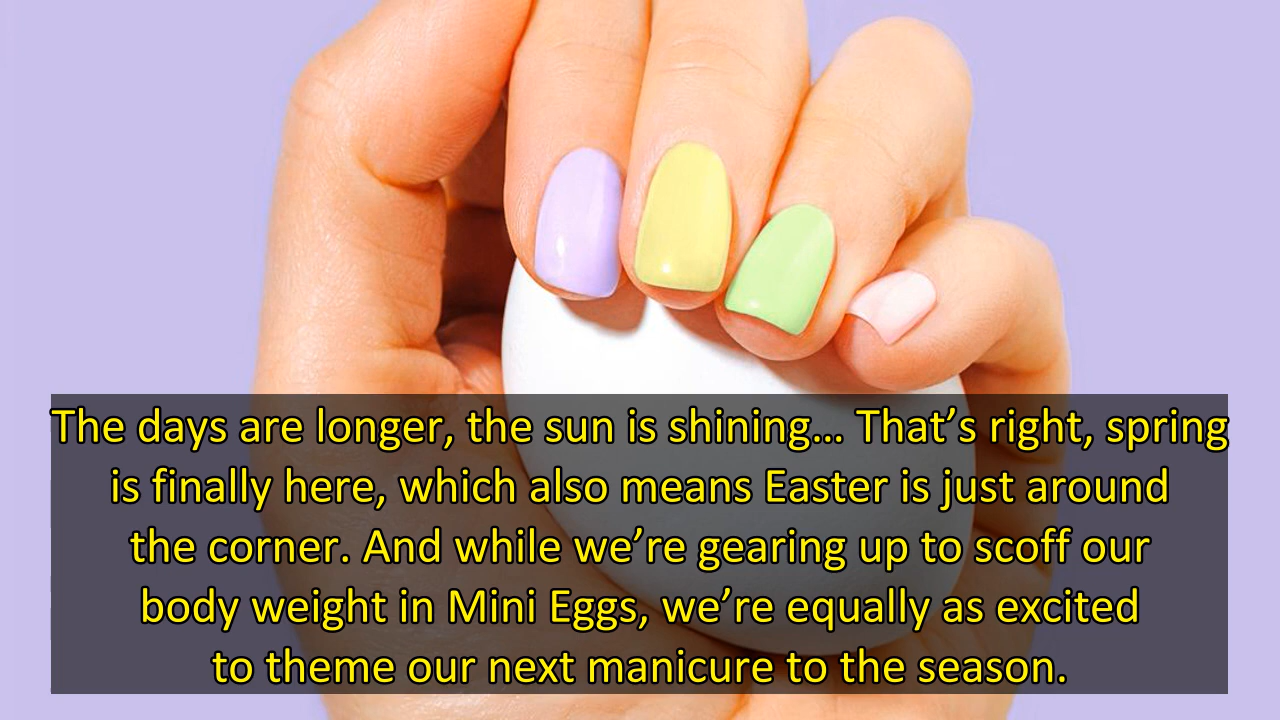 The days are longer, the sun is shining… That’s right, spring
is finally here, which also means Easter is just around
the corner. And while we’re gearing up to scoff our
body weight in Mini Eggs, we’re equally as excited
to theme our next manicure to the season.